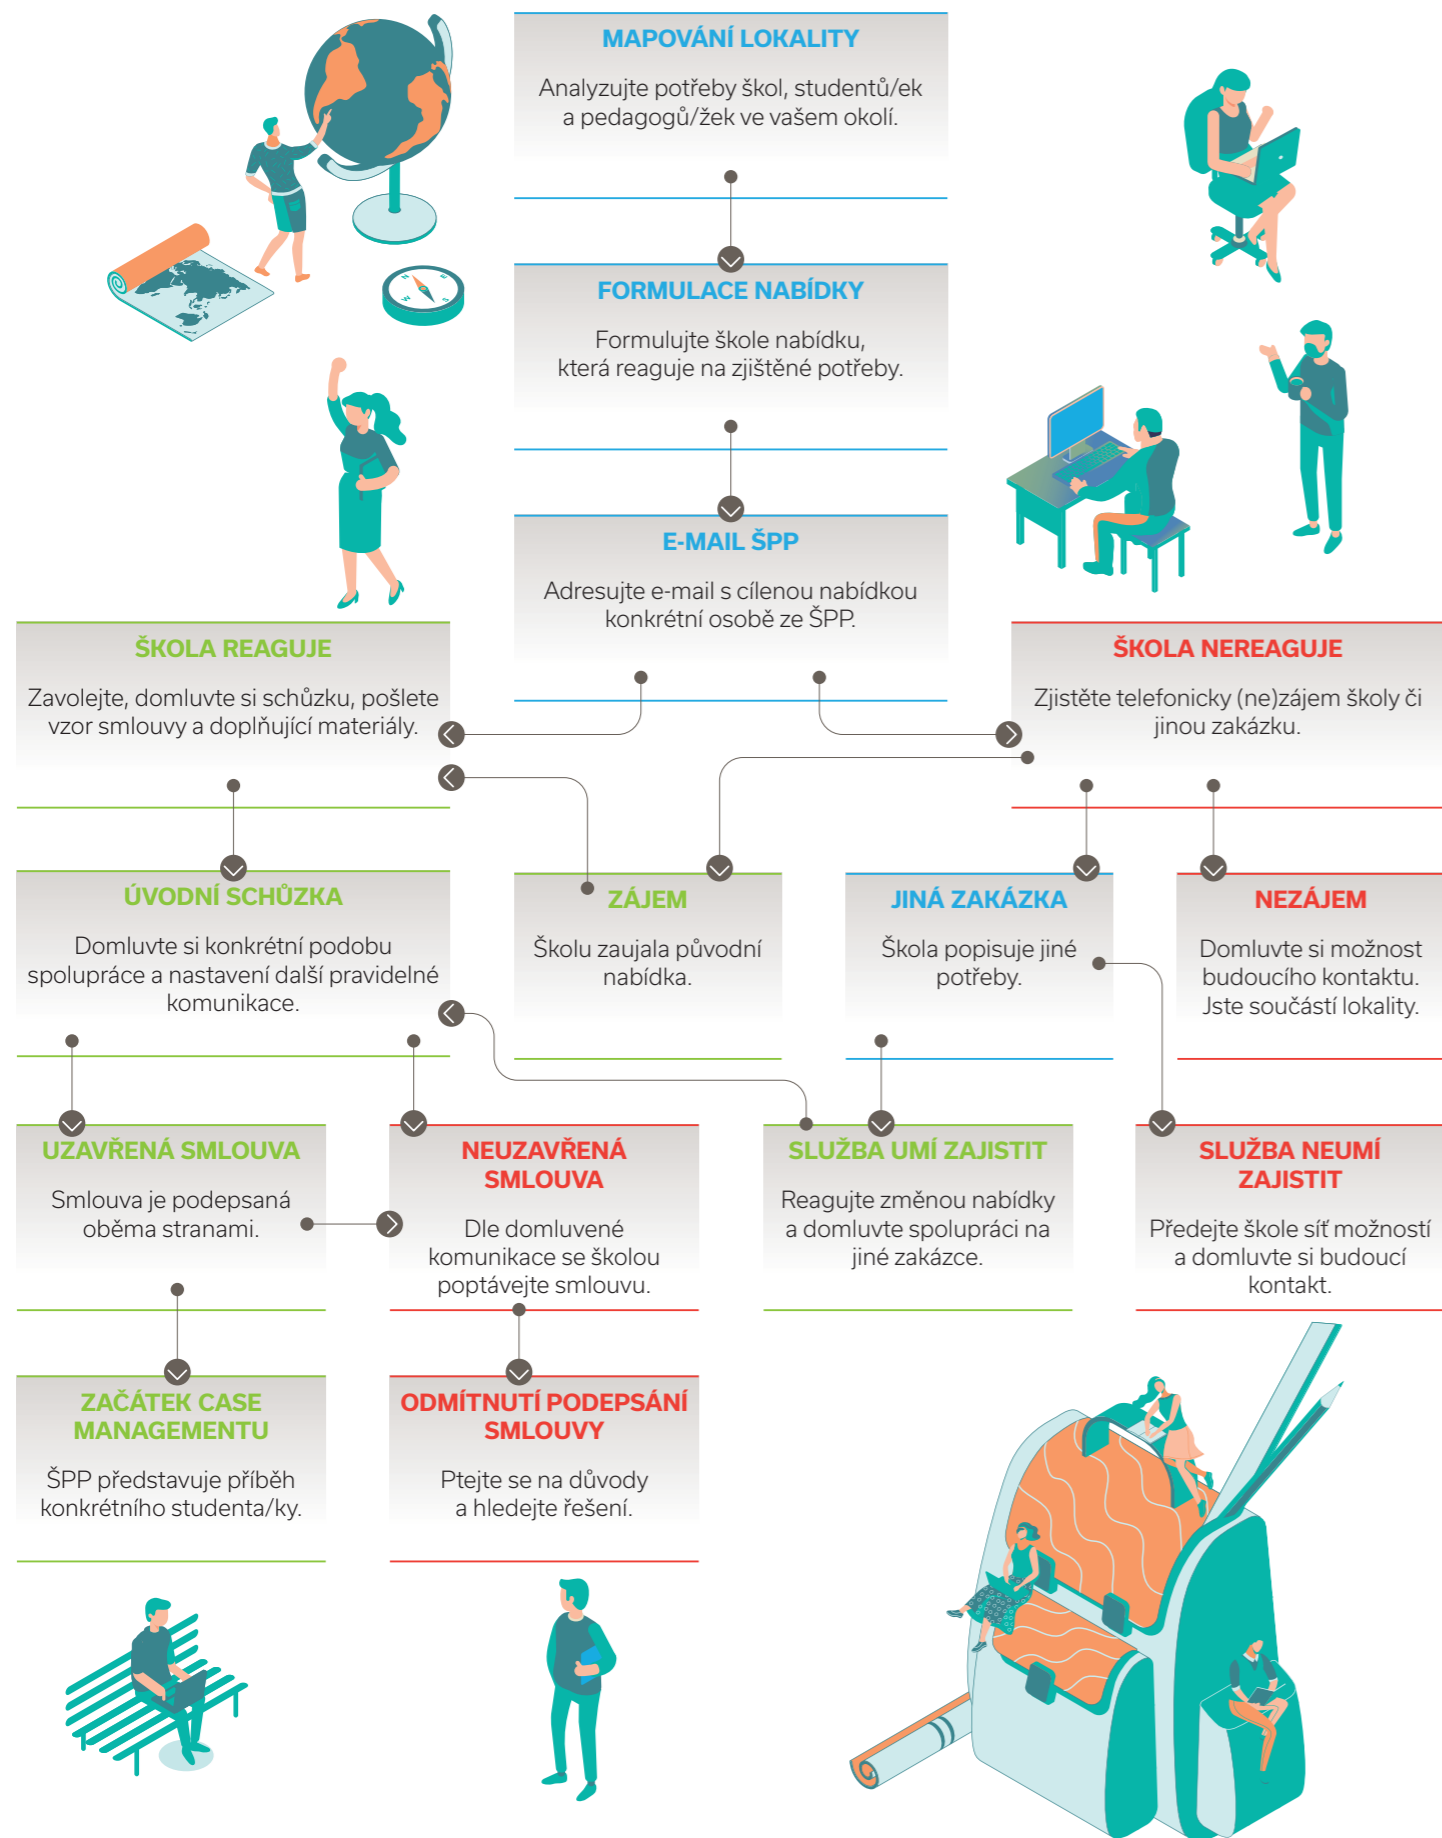 MAPOVÁNÍ LOKALITY
Analyzujte potřeby škol, studentů/ek
a pedagogů/žek ve vašem okolí.
FORMULACE NABÍDKY
Formulujte škole nabídku,
která reaguje na zjištěné potřeby.
E-MAIL ŠPP
Adresujte e-mail s cílenou nabídkou
konkrétní osobě ze ŠPP.
ŠKOLA REAGUJE
Zavolejte, domluvte si schůzku, pošlete
vzor smlouvy a doplňující materiály.
ŠKOLA NEREAGUJE
Zjistěte telefonicky (ne)zájem školy či
jinou zakázku.
ÚVODNÍ SCHŮZKA
Domluvte si konkrétní podobu
spolupráce a nastavení další pravidelné
komunikace.
ZÁJEM
Školu zaujala původní
nabídka.
JINÁ ZAKÁZKA
Škola popisuje jiné
potřeby.
NEZÁJEM
Domluvte si možnost
budoucího kontaktu.
Jste součástí lokality.
UZAVŘENÁ SMLOUVA
Smlouva je podepsaná
oběma stranami.
NEUZAVŘENÁ
SMLOUVA
Dle domluvené
komunikace se školou
poptávejte smlouvu.
SLUŽBA UMÍ ZAJISTIT
Reagujte změnou nabídky
a domluvte spolupráci na
jiné zakázce.
SLUŽBA NEUMÍ
ZAJISTIT
Předejte škole síť možností
a domluvte si budoucí
kontakt.
ZAČÁTEK CASE
MANAGEMENTU
ŠPP představuje příběh
konkrétního studenta/ky.
ODMÍTNUTÍ PODEPSÁNÍ
SMLOUVY
Ptejte se na důvody
a hledejte řešení.
N
E
S
W